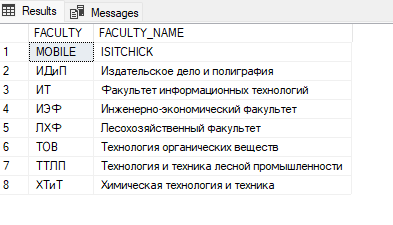 Results Messages
FACULTY FACULTY_NAME
1 MOBILE ISITCHICK
2 ИДиП Издательское дело и полиграфия
3 ИТ Факультет информационных технологий
4 ИЭФ Инженерно-экономический факультет
5 ЛХФ Лесохозяйственный факультет
6 ТОВ Технология органических веществ
7 ТТЛП Технология и техника лесной промышленности
8 ХТиТ Химическая технология и техника